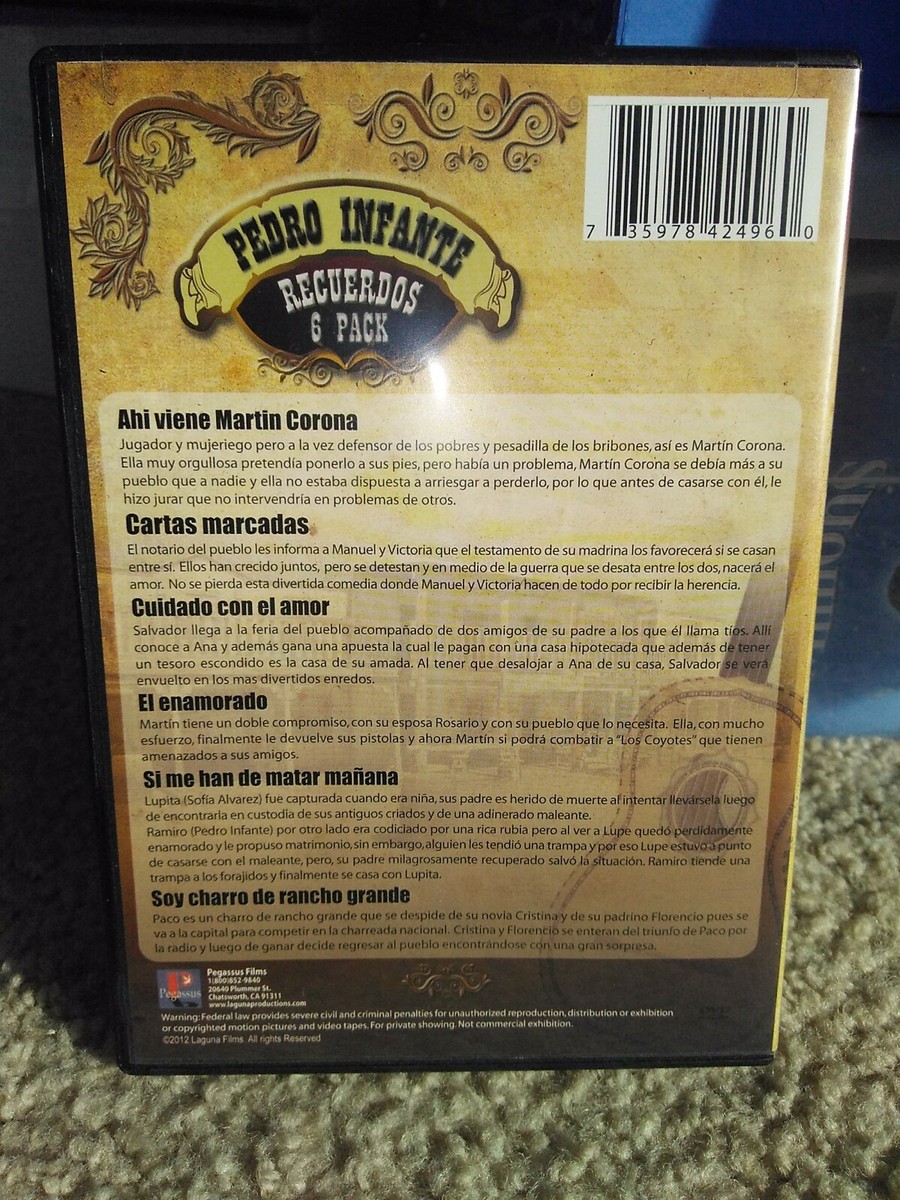 7 35978 42496 0
PEDRO INFANTE
RECUERDOS
6 PACK
Ahi viene Martin Corona
Jugador y mujeriego pero a la vez defensor de los pobres y pesadilla de los bribones, así es Martín Corona.
Ella muy orgullosa pretendía ponerlo a sus pies, pero había un problema, Martín Corona se debía más a su
pueblo que a nadie y ella no estaba dispuesta a arriesgar a perderlo, por lo que antes de casarse con él, le
hizo jurar que no intervendría en problemas de otros.
Cartas marcadas
El notario del pueblo les informa a Manuel y Victoria que el testamento de su madrina los favorecerá si se casan
entre sí. Ellos han crecido juntos, pero se detestan y en medio de la guerra que se desata entre los dos, nacerá el
amor. No se pierda esta divertida comedia donde Manuel y Victoria hacen de todo por recibir la herencia.
Cuidado con el amor
Salvador llega a la feria del pueblo acompañado de dos amigos de su padre a los que él llama tíos. Allí
conoce a Ana y además gana una apuesta la cual le pagan con una casa hipotecada que además de tener
un tesoro escondido es la casa de su amada. Al tener que desalojar a Ana de su casa, Salvador se verá
envuelto en los mas divertidos enredos.
El enamorado
Martín tiene un doble compromiso, con su esposa Rosario y con su pueblo que lo necesita. Ella, con mucho
esfuerzo, finalmente le devuelve sus pistolas y ahora Martín si podrá combatir a "Los Coyotes" que tienen
amenazados a sus amigos.
Si me han de matar mañana
Lupita (Sofía Alvarez) fue capturada cuando era niña, sus padre es herido de muerte al intentar llevársela luego
de encontrarla en custodia de sus antiguos criados y de una adinerado maleante.
Ramiro (Pedro Infante) por otro lado era codiciado por una rica rubia pero al ver a Lupe quedó perdidamente
enamorado y le propuso matrimonio, sin embargo, alguien les tendió una trampa y por eso Lupe estuvo a punto
de casarse con el maleante, pero, su padre milagrosamente recuperado salvó la situación. Ramiro tiende una
trampa a los forajidos y finalmente se casa con Lupita.
Soy charro de rancho grande
Paco es un charro de rancho grande que se despide de su novia Cristina y de su padrino Florencio pues se
va a la capital para competir en la charreada nacional. Cristina y Florencio se enteran del triunfo de Paco por
la radio y luego de ganar decide regresar al pueblo encontrándose con una gran sorpresa.
Pegassus
Pegassus Films
1(800)852-9840
20640 Plummer St.
Chatsworth, CA 91311
www.lagunaproductions.com
Warning: Federal law provides severe civil and criminal penalties for unauthorized reproduction, distribution or exhibition
or copyrighted motion pictures and video tapes. For private showing. Not commercial exhibition.
©2012 Laguna Films. All rights Reserved
DVD